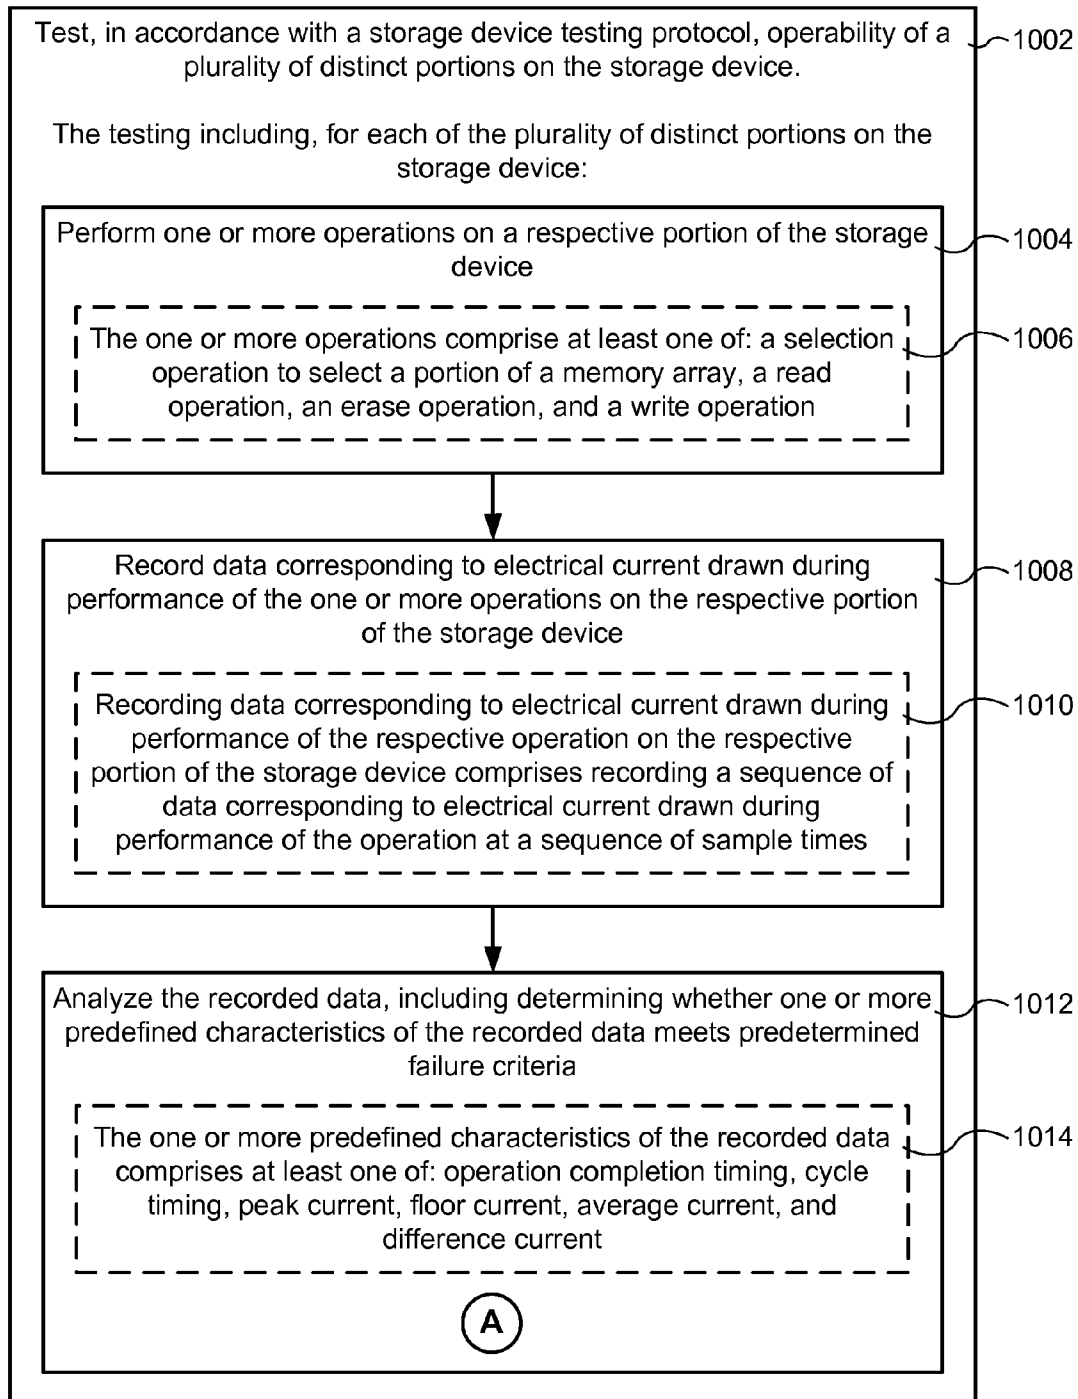 Test, in accordance with a storage device testing protocol, operability of a
plurality of distinct portions on the storage device.
1002
The testing including, for each of the plurality of distinct portions on the
storage device:
Perform one or more operations on a respective portion of the storage
device
1004
The one or more operations comprise at least one of: a selection
operation to select a portion of a memory array, a read
operation, an erase operation, and a write operation
1006
Record data corresponding to electrical current drawn during
performance of the one or more operations on the respective portion
of the storage device
1008
Recording data corresponding to electrical current drawn during
performance of the respective operation on the respective
portion of the storage device comprises recording a sequence of
data corresponding to electrical current drawn during
performance of the operation at a sequence of sample times
1010
Analyze the recorded data, including determining whether one or more
predefined characteristics of the recorded data meets predetermined
failure criteria
1012
The one or more predefined characteristics of the recorded data
comprises at least one of: operation completion timing, cycle
timing, peak current, floor current, average current, and
difference current
1014
A